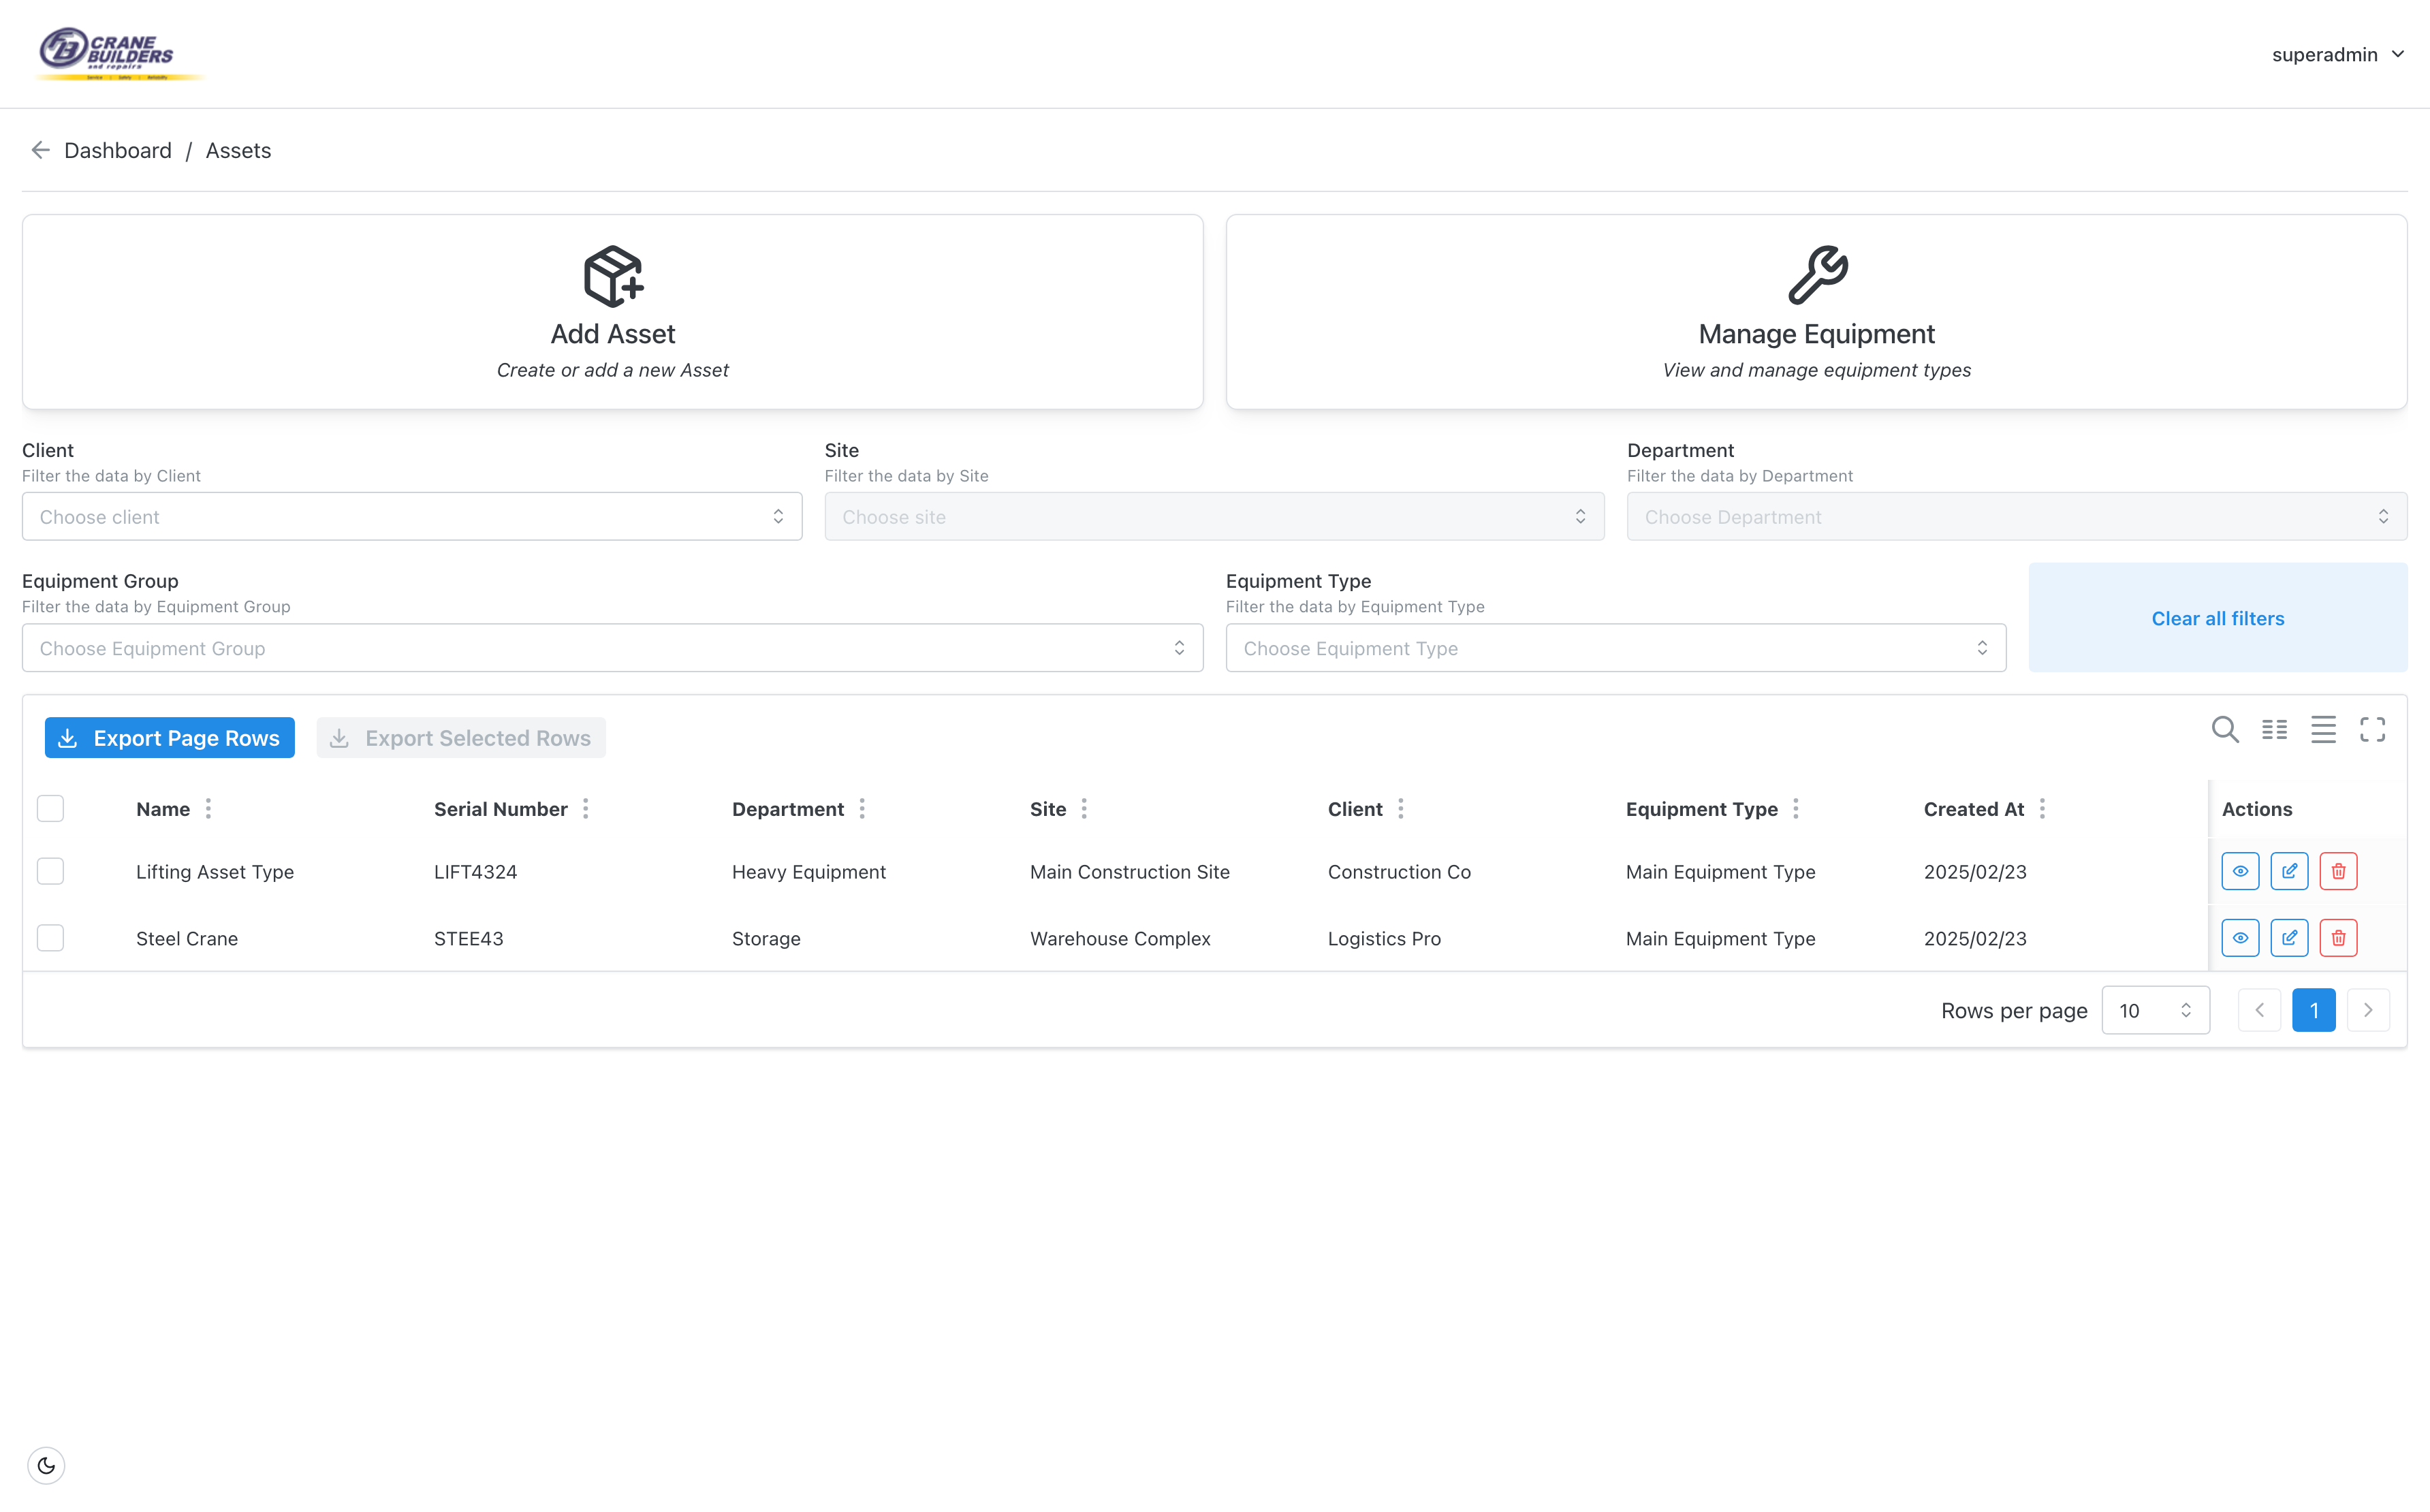 FB CRANE
BUILDERS
and repairs
Service | Safety | Reliability
superadmin
Dashboard / Assets
Add Asset
Create or add a new Asset
Manage Equipment
View and manage equipment types
Client
Filter the data by Client
Choose client
Site
Filter the data by Site
Choose site
Department
Filter the data by Department
Choose Department
Equipment Group
Filter the data by Equipment Group
Choose Equipment Group
Equipment Type
Filter the data by Equipment Type
Choose Equipment Type
Clear all filters
Export Page Rows Export Selected Rows
Name Serial Number Department Site Client Equipment Type Created At Actions
Lifting Asset Type LIFT4324 Heavy Equipment Main Construction Site Construction Co Main Equipment Type 2025/02/23
Steel Crane STEE43 Storage Warehouse Complex Logistics Pro Main Equipment Type 2025/02/23
Rows per page 10 1